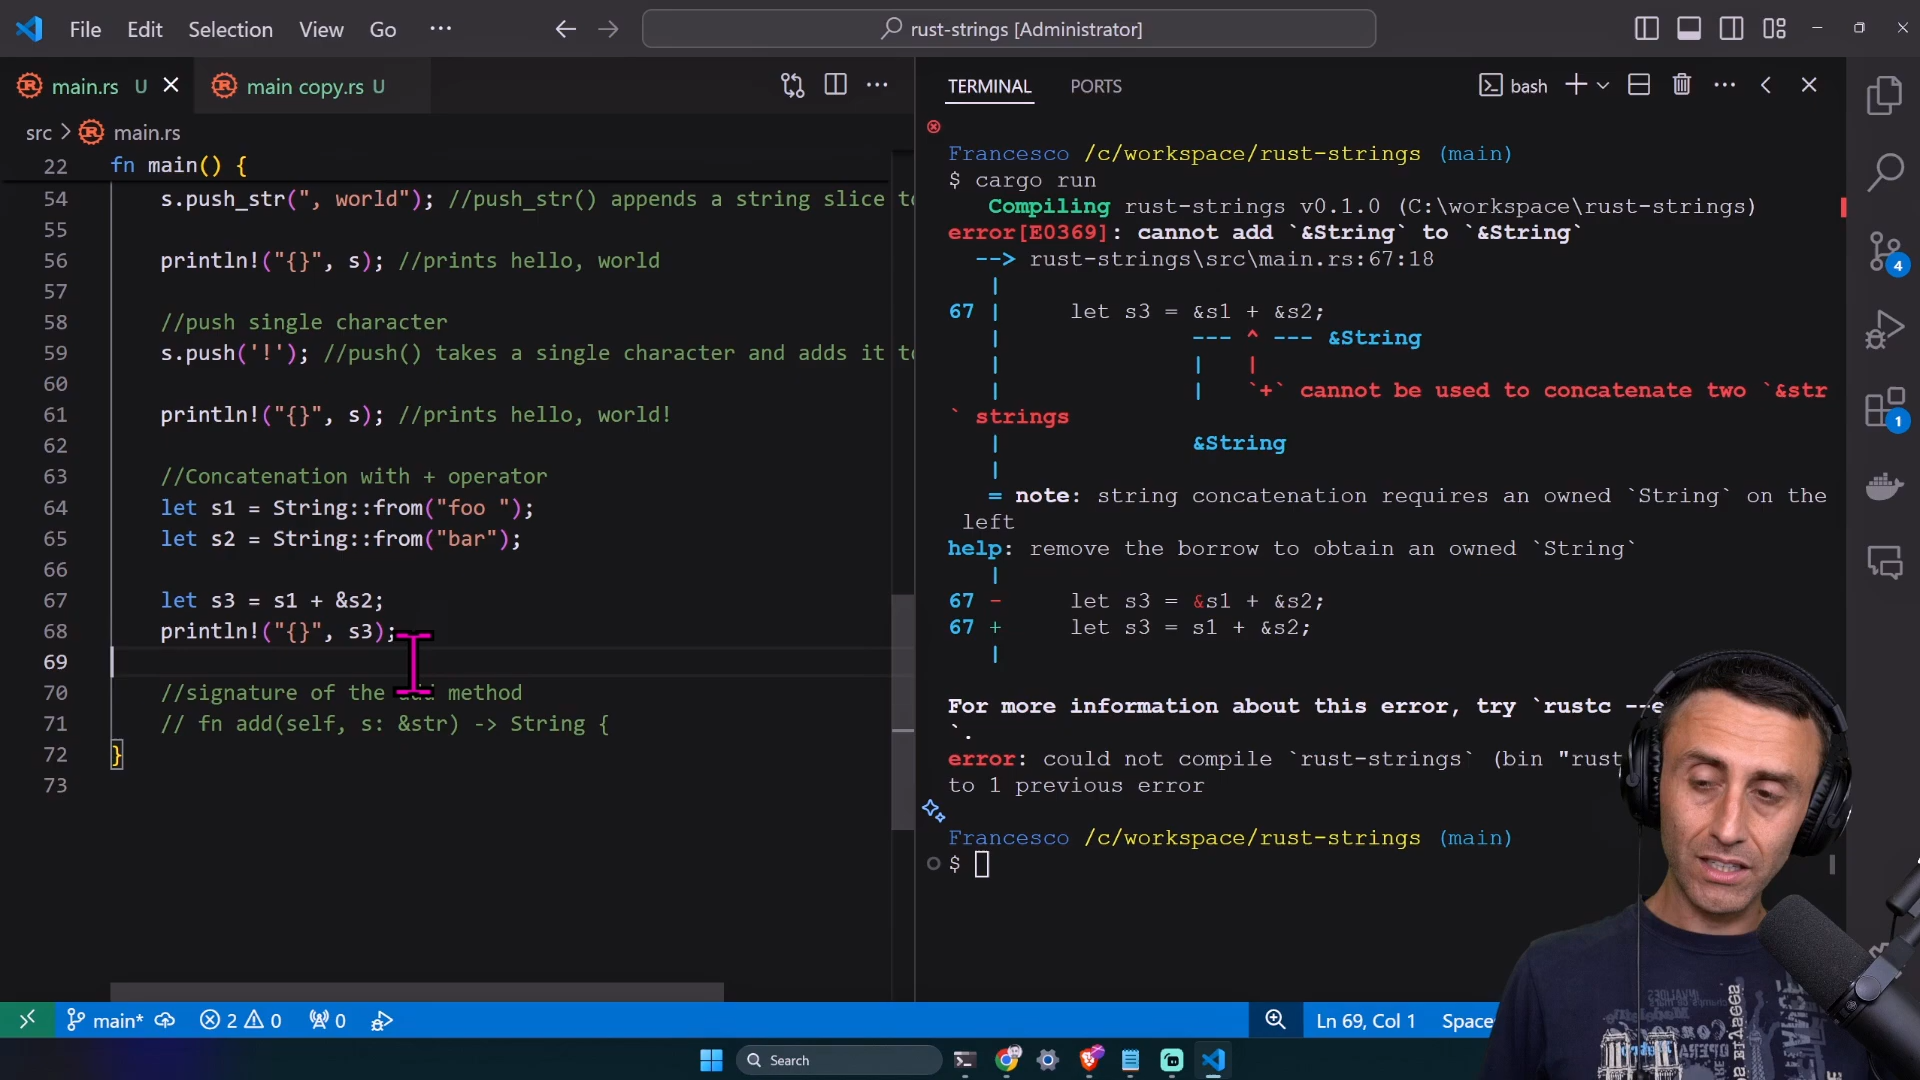 File Edit Selection View Go ···
rust-strings [Administrator]
main.rs U
main copy.rs U
src > main.rs
22 fn main() {
54 s.push_str(", world"); //push_str() appends a string slice to
55
56 println!("{}", s); //prints hello, world
57
58 //push single character
59 s.push('!'); //push() takes a single character and adds it to
60
61 println!("{}", s); //prints hello, world!
62
63 //Concatenation with + operator
64 let s1 = String::from("foo ");
65 let s2 = String::from("bar");
66
67 let s3 = s1 + &s2;
68 println!("{}", s3);
69
70 //signature of the add method
71 // fn add(self, s: &str) -> String {
72 }
73
TERMINAL PORTS
bash
Francesco /c/workspace/rust-strings (main)
$ cargo run
Compiling rust-strings v0.1.0 (C:\workspace\rust-strings)
error[E0369]: cannot add `&String` to `&String`
--> rust-strings\src\main.rs:67:18
|
67 | let s3 = &s1 + &s2;
| --- ^ --- &String
| | |
| | `+` cannot be used to concatenate two `&str
` strings
| &String
|
= note: string concatenation requires an owned `String` on the
left
help: remove the borrow to obtain an owned `String`
|
67 - let s3 = &s1 + &s2;
67 + let s3 = s1 + &s2;
|
For more information about this error, try `rustc --e
`.
error: could not compile `rust-strings` (bin "rust
to 1 previous error
Francesco /c/workspace/rust-strings (main)
$
4
1
main* 2 0 0
Ln 69, Col 1 Space
Search